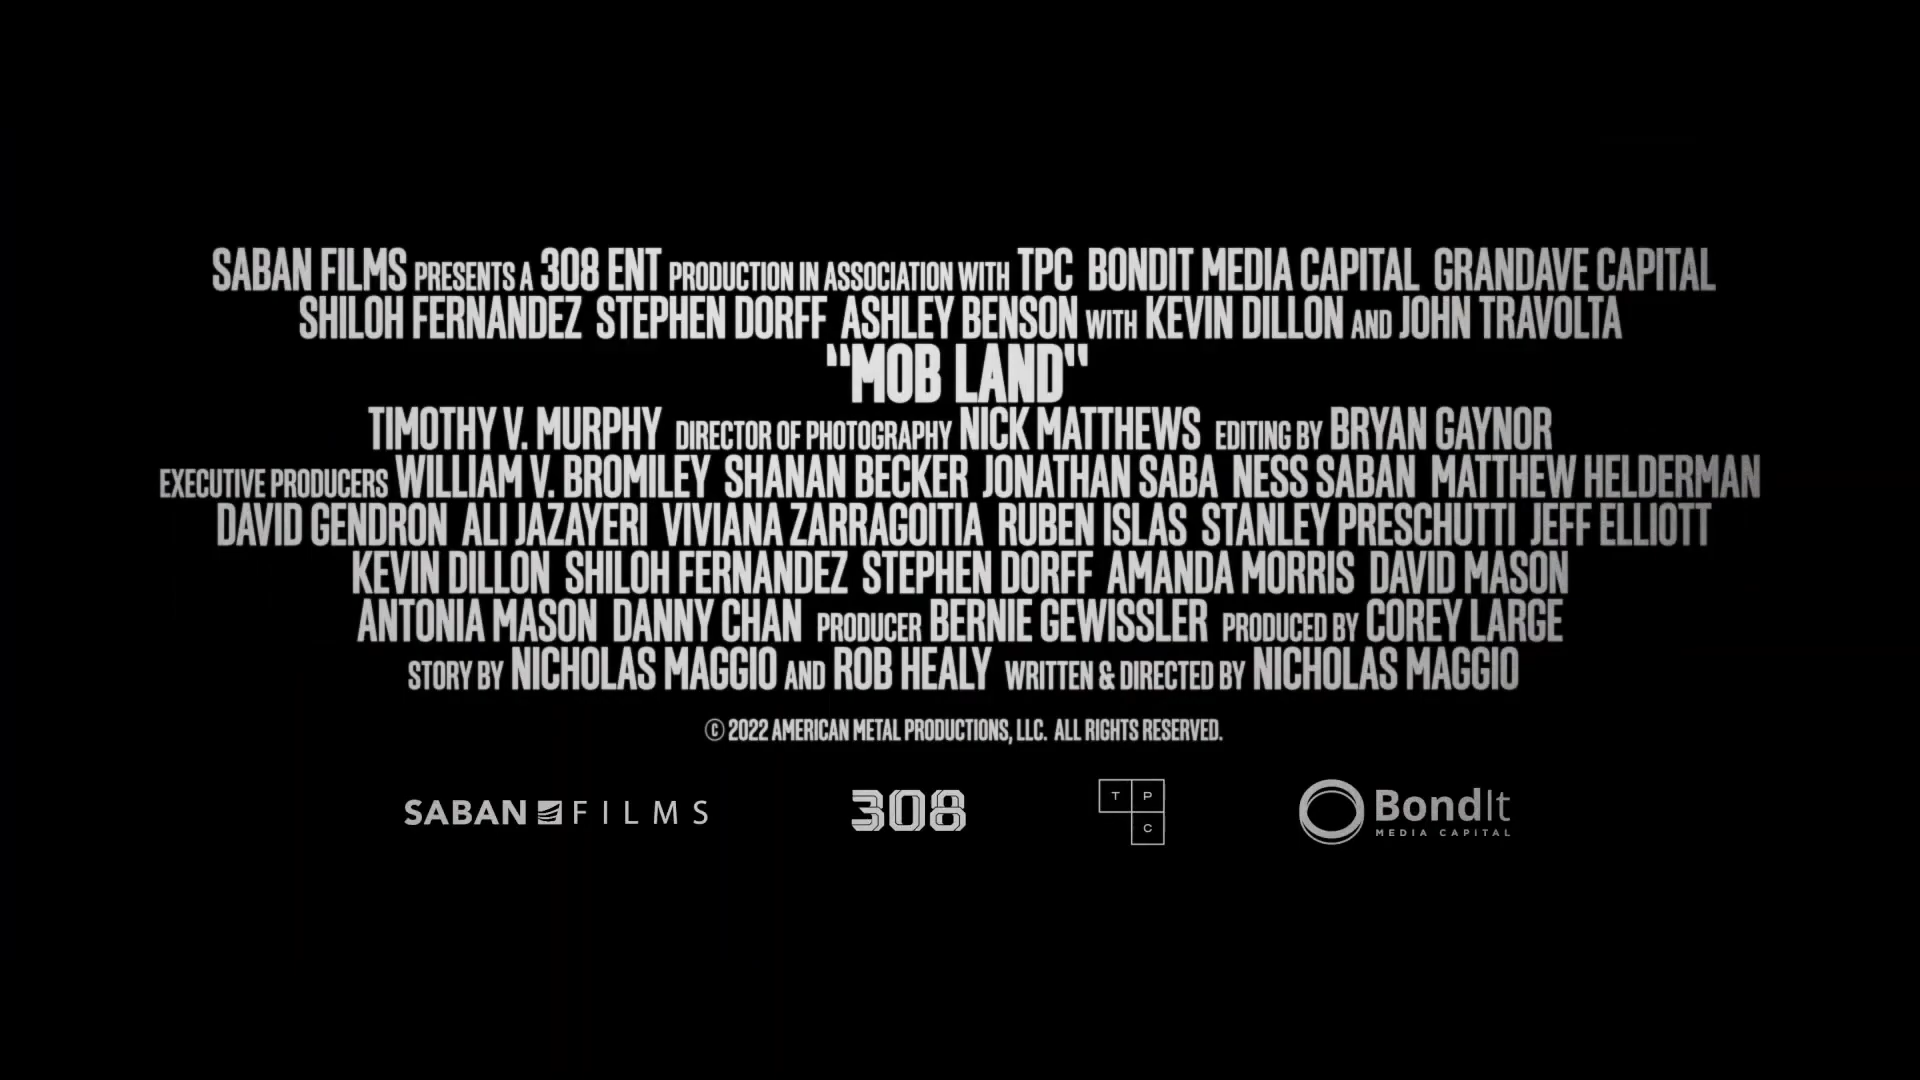 SABAN FILMS PRESENTS A 308 ENT PRODUCTION IN ASSOCIATION WITH TPC BONDIT MEDIA CAPITAL GRANDAVE CAPITAL
SHILOH FERNANDEZ STEPHEN DORFF ASHLEY BENSON WITH KEVIN DILLON AND JOHN TRAVOLTA
"MOB LAND"
TIMOTHY V. MURPHY DIRECTOR OF PHOTOGRAPHY NICK MATTHEWS EDITING BY BRYAN GAYNOR
EXECUTIVE PRODUCERS WILLIAM V. BROMILEY SHANAN BECKER JONATHAN SABA NESS SABAN MATTHEW HELDERMAN
DAVID GENDRON ALI JAZAYERI VIVIANA ZARRAGOITIA RUBEN ISLAS STANLEY PRESCHUTTI JEFF ELLIOTT
KEVIN DILLON SHILOH FERNANDEZ STEPHEN DORFF AMANDA MORRIS DAVID MASON
ANTONIA MASON DANNY CHAN PRODUCER BERNIE GEWISSLER PRODUCED BY COREY LARGE
STORY BY NICHOLAS MAGGIO AND ROB HEALY WRITTEN & DIRECTED BY NICHOLAS MAGGIO
© 2022 AMERICAN METAL PRODUCTIONS, LLC. ALL RIGHTS RESERVED.
SABAN FILMS
308
TPC
BondIt
MEDIA CAPITAL